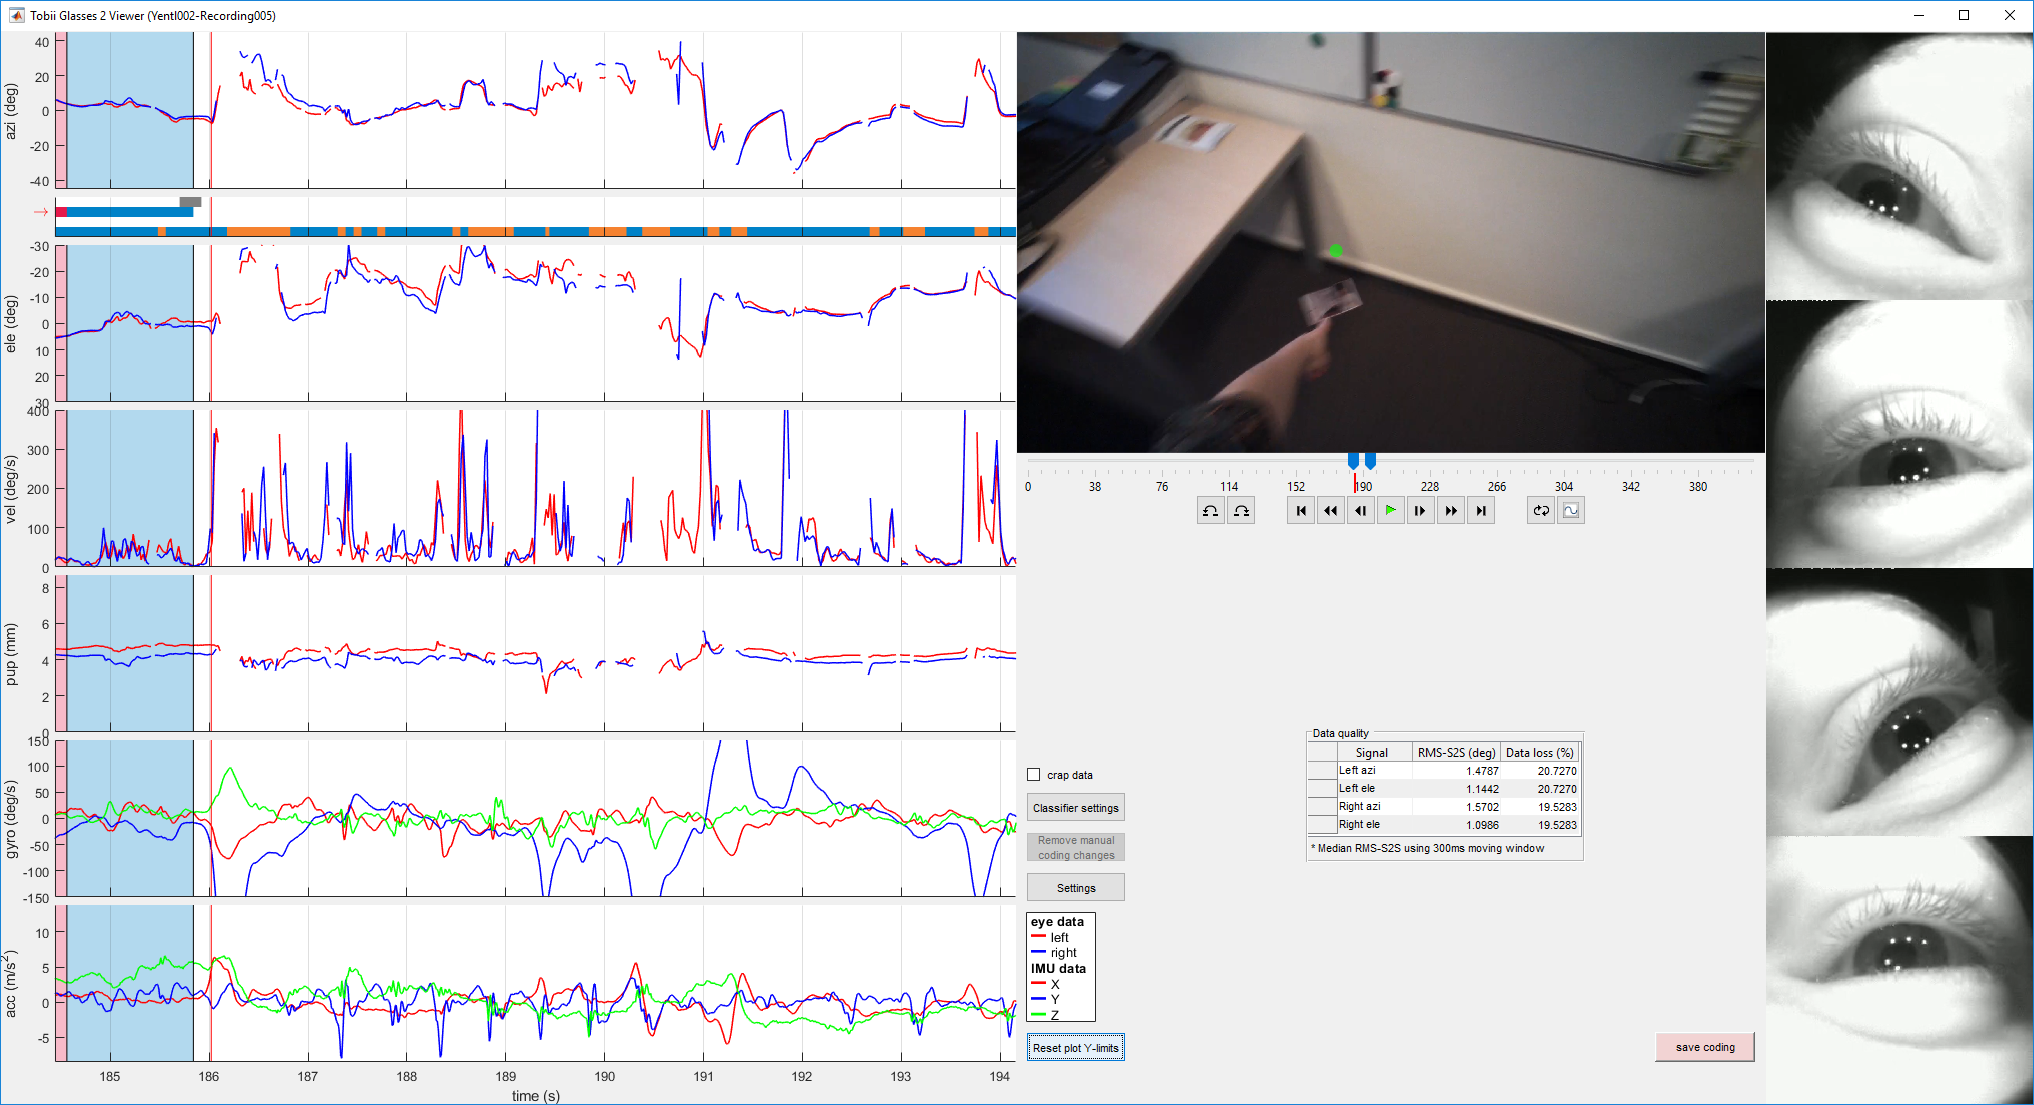 Tobii Glasses 2 Viewer (YentI002-Recording005)
azi (deg)
40
20
0
-20
-40
→
ele (deg)
-30
-20
-10
0
10
20
30
vel (deg/s)
400
300
200
100
0
pup (mm)
8
6
4
2
0
gyro (deg/s)
150
100
50
0
-50
-100
-150
acc (m/s²)
10
5
0
-5
185 186 187 188 189 190 191 192 193 194
time (s)
0 38 76 114 152 190 228 266 304 342 380
crap data
Classifier settings
Remove manual
coding changes
Settings
eye data
left
right
IMU data
X
Y
Z
Reset plot Y-limits
Data quality
Signal RMS-S2S (deg) Data loss (%)
Left azi 1.4787 20.7270
Left ele 1.1442 20.7270
Right azi 1.5702 19.5283
Right ele 1.0986 19.5283
* Median RMS-S2S using 300ms moving window
save coding